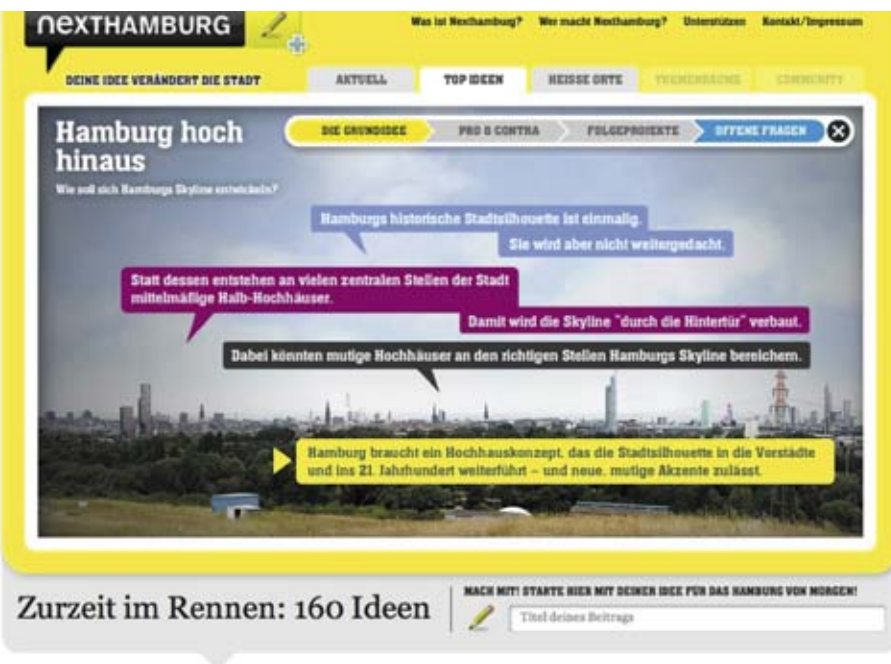 NEXTHAMBURG
Was ist Nexthamburg? Wer macht Nexthamburg? Unterstützen Kontakt/Impressum
DEINE IDEE VERÄNDERT DIE STADT
AKTUELL TOP IDEEN HEISSE ORTE THEMENRÄUME COMMUNITY
Hamburg hoch
hinaus
Wie soll sich Hamburgs Skyline entwickeln?
DIE GRUNDIDEE PRO & CONTRA FOLGEPROJEKTE OFFENE FRAGEN
Hamburgs historische Stadtsilhouette ist einmalig.
Sie wird aber nicht weitergedacht.
Statt dessen entstehen an vielen zentralen Stellen der Stadt
mittelmäßige Halb-Hochhäuser.
Damit wird die Skyline "durch die Hintertür" verbaut.
Dabei könnten mutige Hochhäuser an den richtigen Stellen Hamburgs Skyline bereichern.
Hamburg braucht ein Hochhauskonzept, das die Stadtsilhouette in die Vorstädte
und ins 21. Jahrhundert weiterführt – und neue, mutige Akzente zulässt.
Zurzeit im Rennen: 160 Ideen
MACH MIT! STARTE HIER MIT DEINER IDEE FÜR DAS HAMBURG VON MORGEN!
Titel deines Beitrags